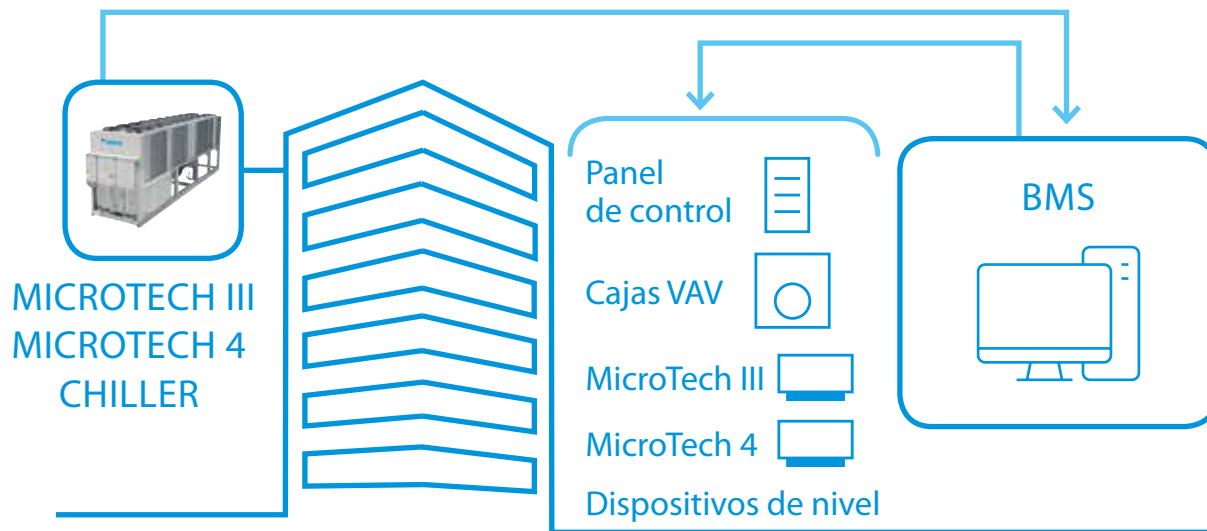 MICROTECH III
MICROTECH 4
CHILLER
Panel
de control
Cajas VAV
MicroTech III
MicroTech 4
Dispositivos de nivel
BMS